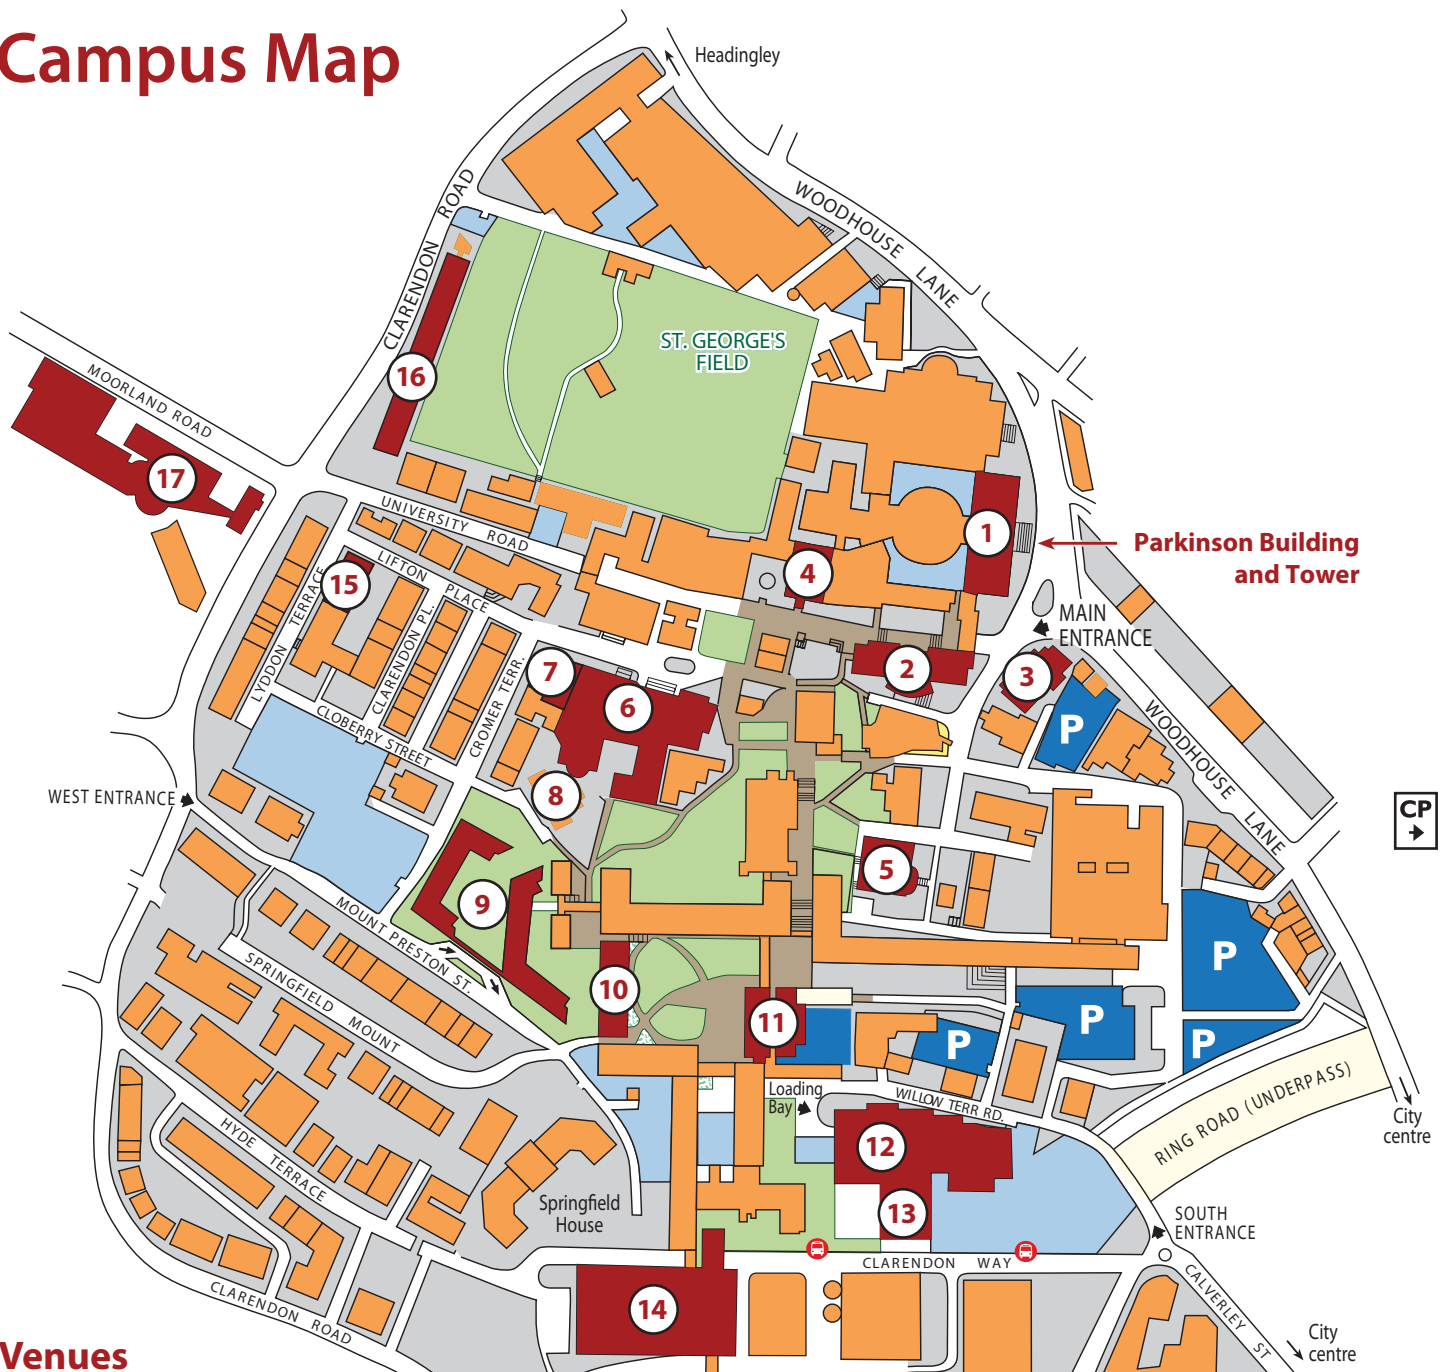 Campus Map
Headingley
CLARENDON ROAD
WOODHOUSE LANE
CLARENDON
ST. GEORGE'S
FIELD
16
MOORLAND ROAD
17
UNIVERSITY ROAD
1
Parkinson Building
and Tower
4
LIFTON PLACE
15
LYDDON TERRACE
CLARENDON PL.
MAIN
ENTRANCE
2
3
7
6
CROMER TERR.
CLOBERRY STREET
P
WOODHOUSE LANE
WEST ENTRANCE
8
CP
5
9
MOUNT PRESTON ST.
P
SPRINGFIELD MOUNT
10
11
P
P
P
Loading
Bay
WILLOW TERR RD.
RING ROAD (UNDERPASS)
City
centre
HYDE TERRACE
12
Springfield
House
13
SOUTH
ENTRANCE
CLARENDON WAY
CALVERLEY ST
CLARENDON ROAD
14
City
centre
Venues